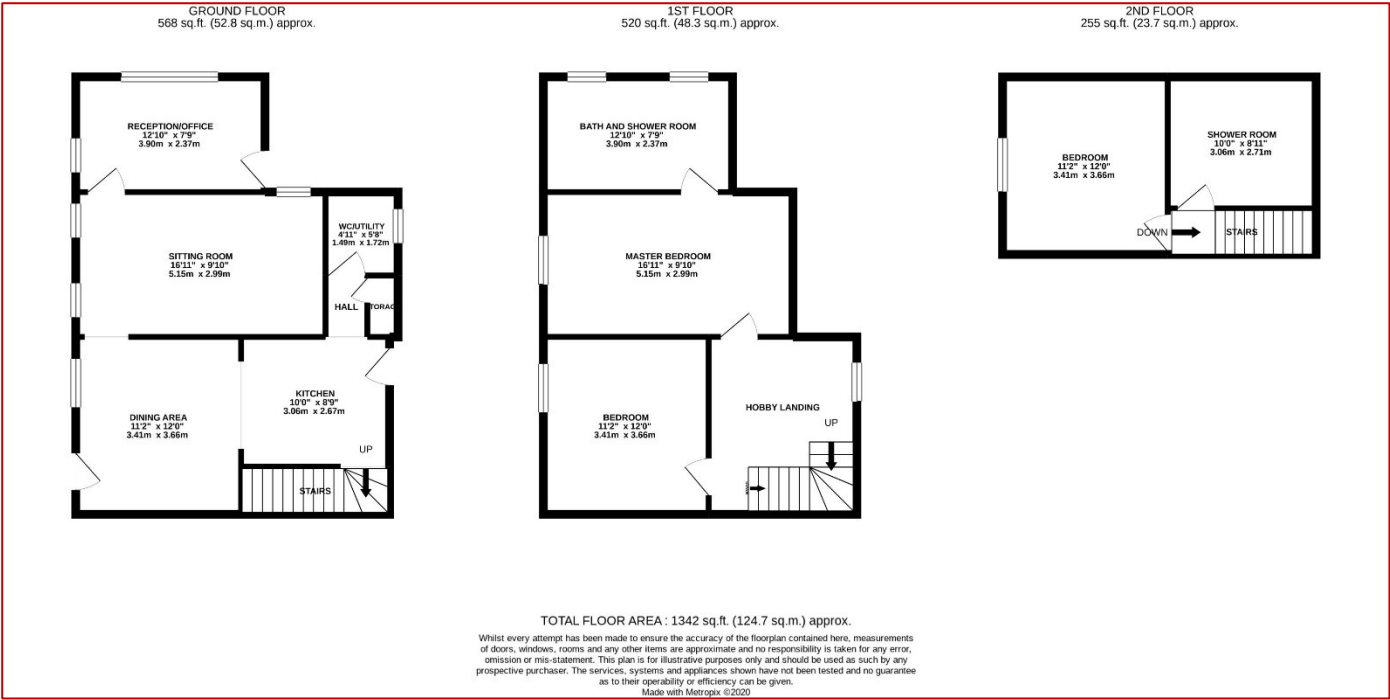 GROUND FLOOR
568 sq.ft. (52.8 sq.m.) approx.
RECEPTION/OFFICE
12'10" x 7'9"
3.90m x 2.37m
SITTING ROOM
16'11" x 9'10"
5.15m x 2.99m
WC/UTILITY
4'11" x 5'8"
1.49m x 1.72m
HALL
TORAG
KITCHEN
10'0" x 8'9"
3.06m x 2.67m
DINING AREA
11'2" x 12'0"
3.41m x 3.66m
UP
STAIRS
1ST FLOOR
520 sq.ft. (48.3 sq.m.) approx.
BATH AND SHOWER ROOM
12'10" x 7'9"
3.90m x 2.37m
MASTER BEDROOM
16'11" x 9'10"
5.15m x 2.99m
BEDROOM
11'2" x 12'0"
3.41m x 3.66m
HOBBY LANDING
UP
2ND FLOOR
255 sq.ft. (23.7 sq.m.) approx.
BEDROOM
11'2" x 12'0"
3.41m x 3.66m
SHOWER ROOM
10'0" x 8'11"
3.06m x 2.71m
DOWN
STAIRS
TOTAL FLOOR AREA : 1342 sq.ft. (124.7 sq.m.) approx.
Whilst every attempt has been made to ensure the accuracy of the floorplan contained here, measurements
of doors, windows, rooms and any other items are approximate and no responsibility is taken for any error,
omission or mis-statement. This plan is for illustrative purposes only and should be used as such by any
prospective purchaser. The services, systems and appliances shown have not been tested and no guarantee
as to their operability or efficiency can be given.
Made with Metropix ©2020